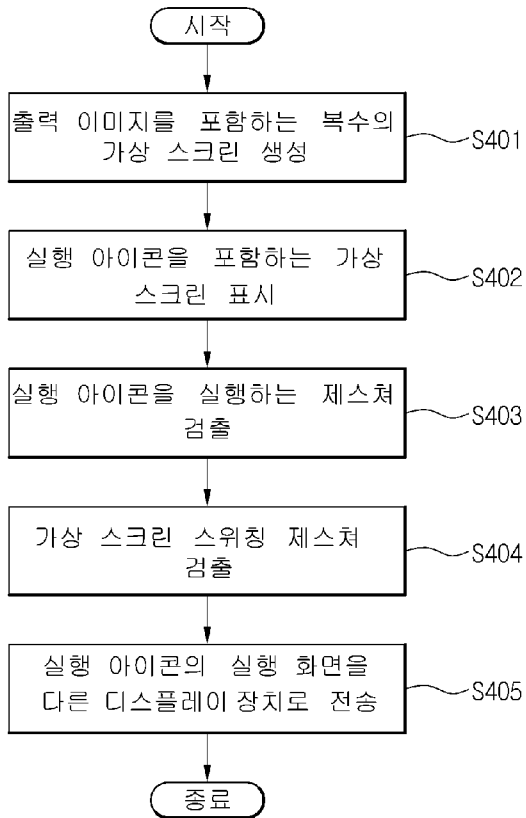 시작
출력 이미지를 포함하는 복수의
가상 스크린 생성
S401
실행 아이콘을 포함하는 가상
스크린 표시
S402
실행 아이콘을 실행하는 제스쳐
검출
S403
가상 스크린 스위칭 제스쳐
검출
S404
실행 아이콘의 실행 화면을
다른 디스플레이 장치로 전송
S405
종료